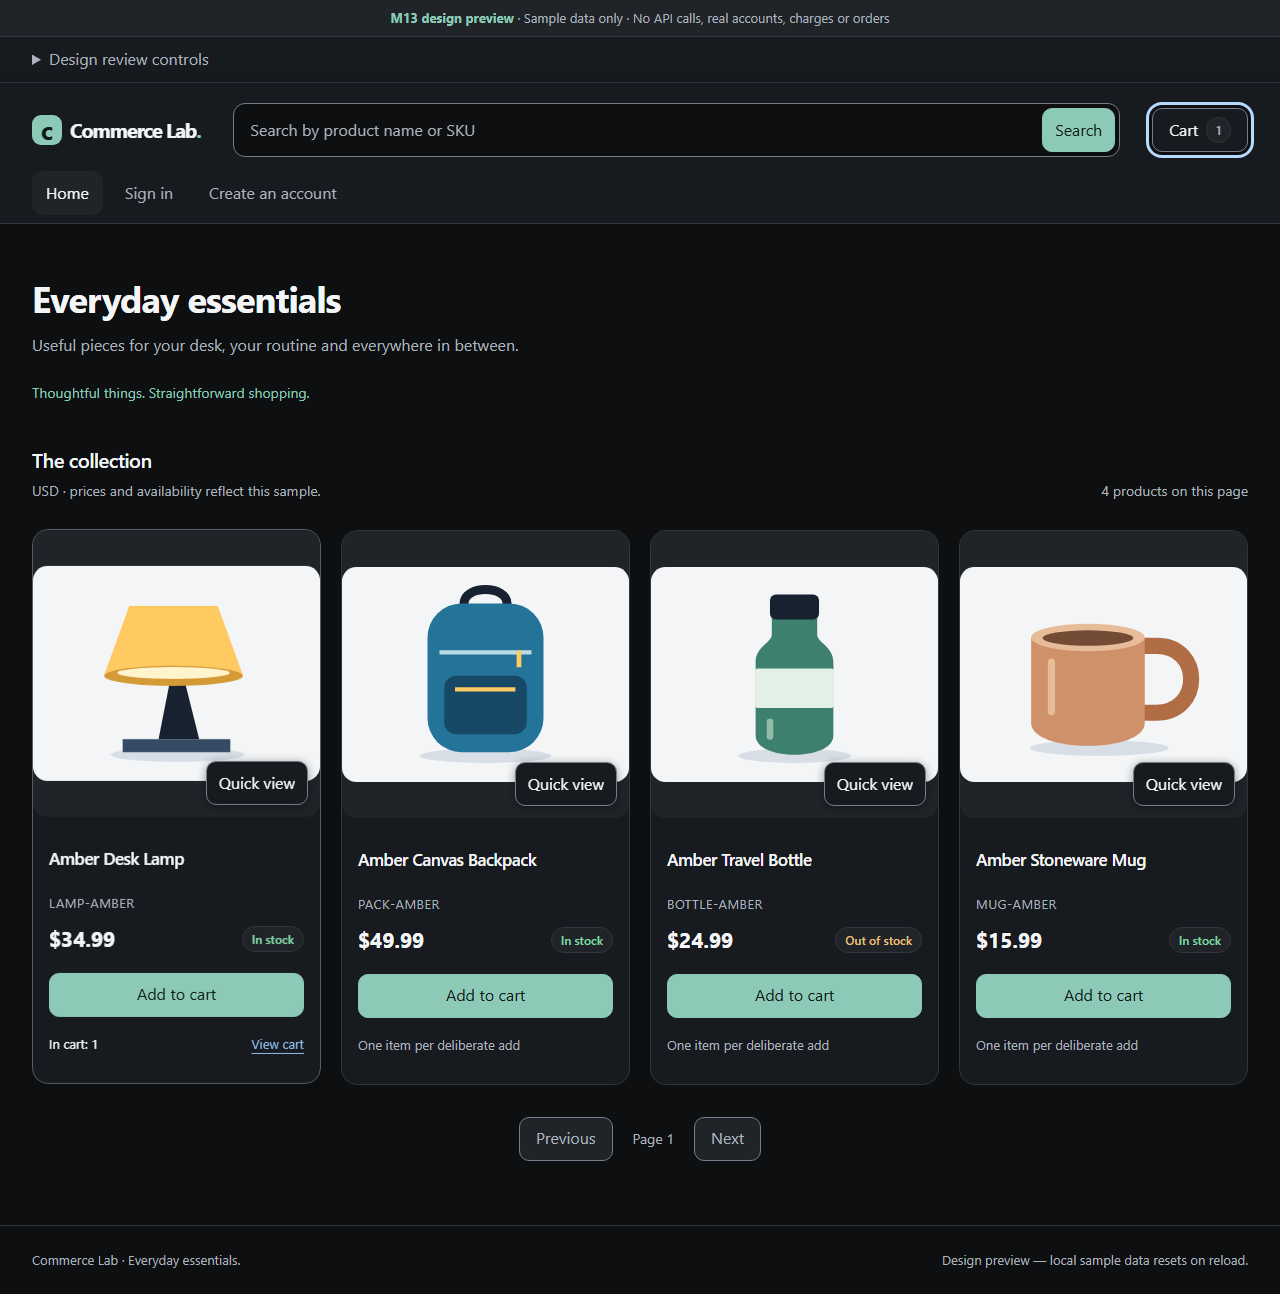 M13 design preview · Sample data only · No API calls, real accounts, charges or orders
▶ Design review controls
c Commerce Lab.
Search by product name or SKU
Search
Cart 1
Home
Sign in
Create an account
Everyday essentials
Useful pieces for your desk, your routine and everywhere in between.
Thoughtful things. Straightforward shopping.
The collection
USD · prices and availability reflect this sample.
4 products on this page
Quick view
Amber Desk Lamp
LAMP-AMBER
$34.99
In stock
Add to cart
In cart: 1
View cart
Quick view
Amber Canvas Backpack
PACK-AMBER
$49.99
In stock
Add to cart
One item per deliberate add
Quick view
Amber Travel Bottle
BOTTLE-AMBER
$24.99
Out of stock
Add to cart
One item per deliberate add
Quick view
Amber Stoneware Mug
MUG-AMBER
$15.99
In stock
Add to cart
One item per deliberate add
Previous
Page 1
Next
Commerce Lab · Everyday essentials.
Design preview — local sample data resets on reload.